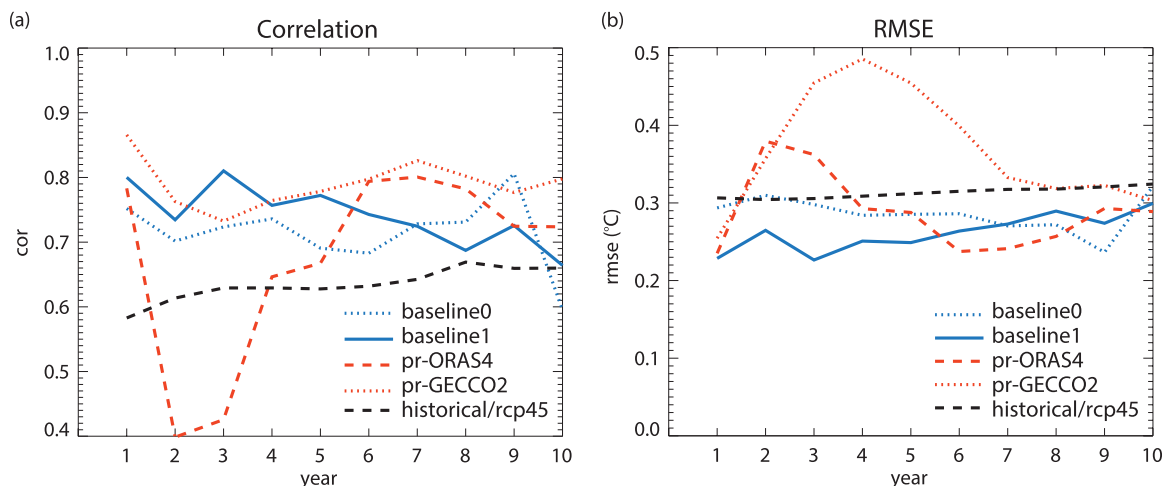 (a)
Correlation
1.0
0.9
0.8
0.7
0.6
0.5
0.4
cor
baseline0
baseline1
pr-ORAS4
pr-GECCO2
historical/rcp45
1 2 3 4 5 6 7 8 9 10
year
(b)
RMSE
0.5
0.4
0.3
0.2
0.1
0.0
rmse (°C)
baseline0
baseline1
pr-ORAS4
pr-GECCO2
historical/rcp45
1 2 3 4 5 6 7 8 9 10
year